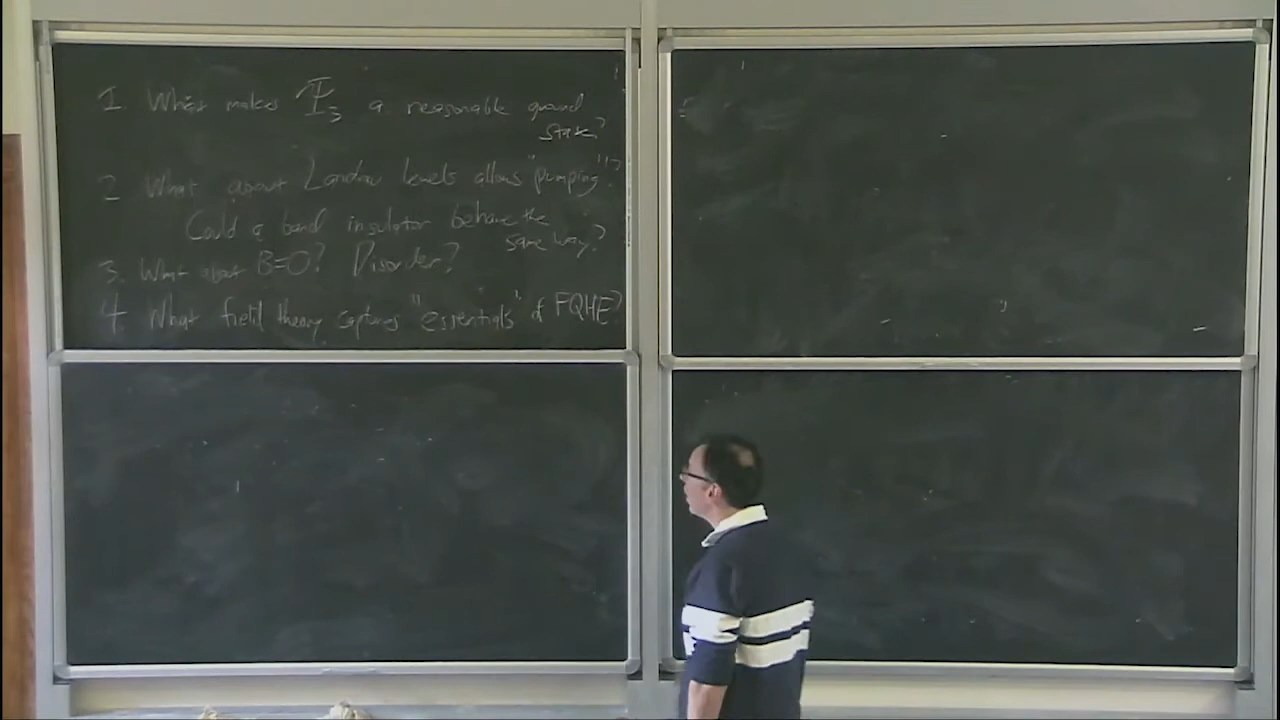 1. What makes Ψ₃ a reasonable ground
state?
2 What about Landau levels allows "pumping"?
Could a band insulator behave the
same way?
3. What about B=0? Disorder?
4. What field theory captures "essentials" of FQHE?